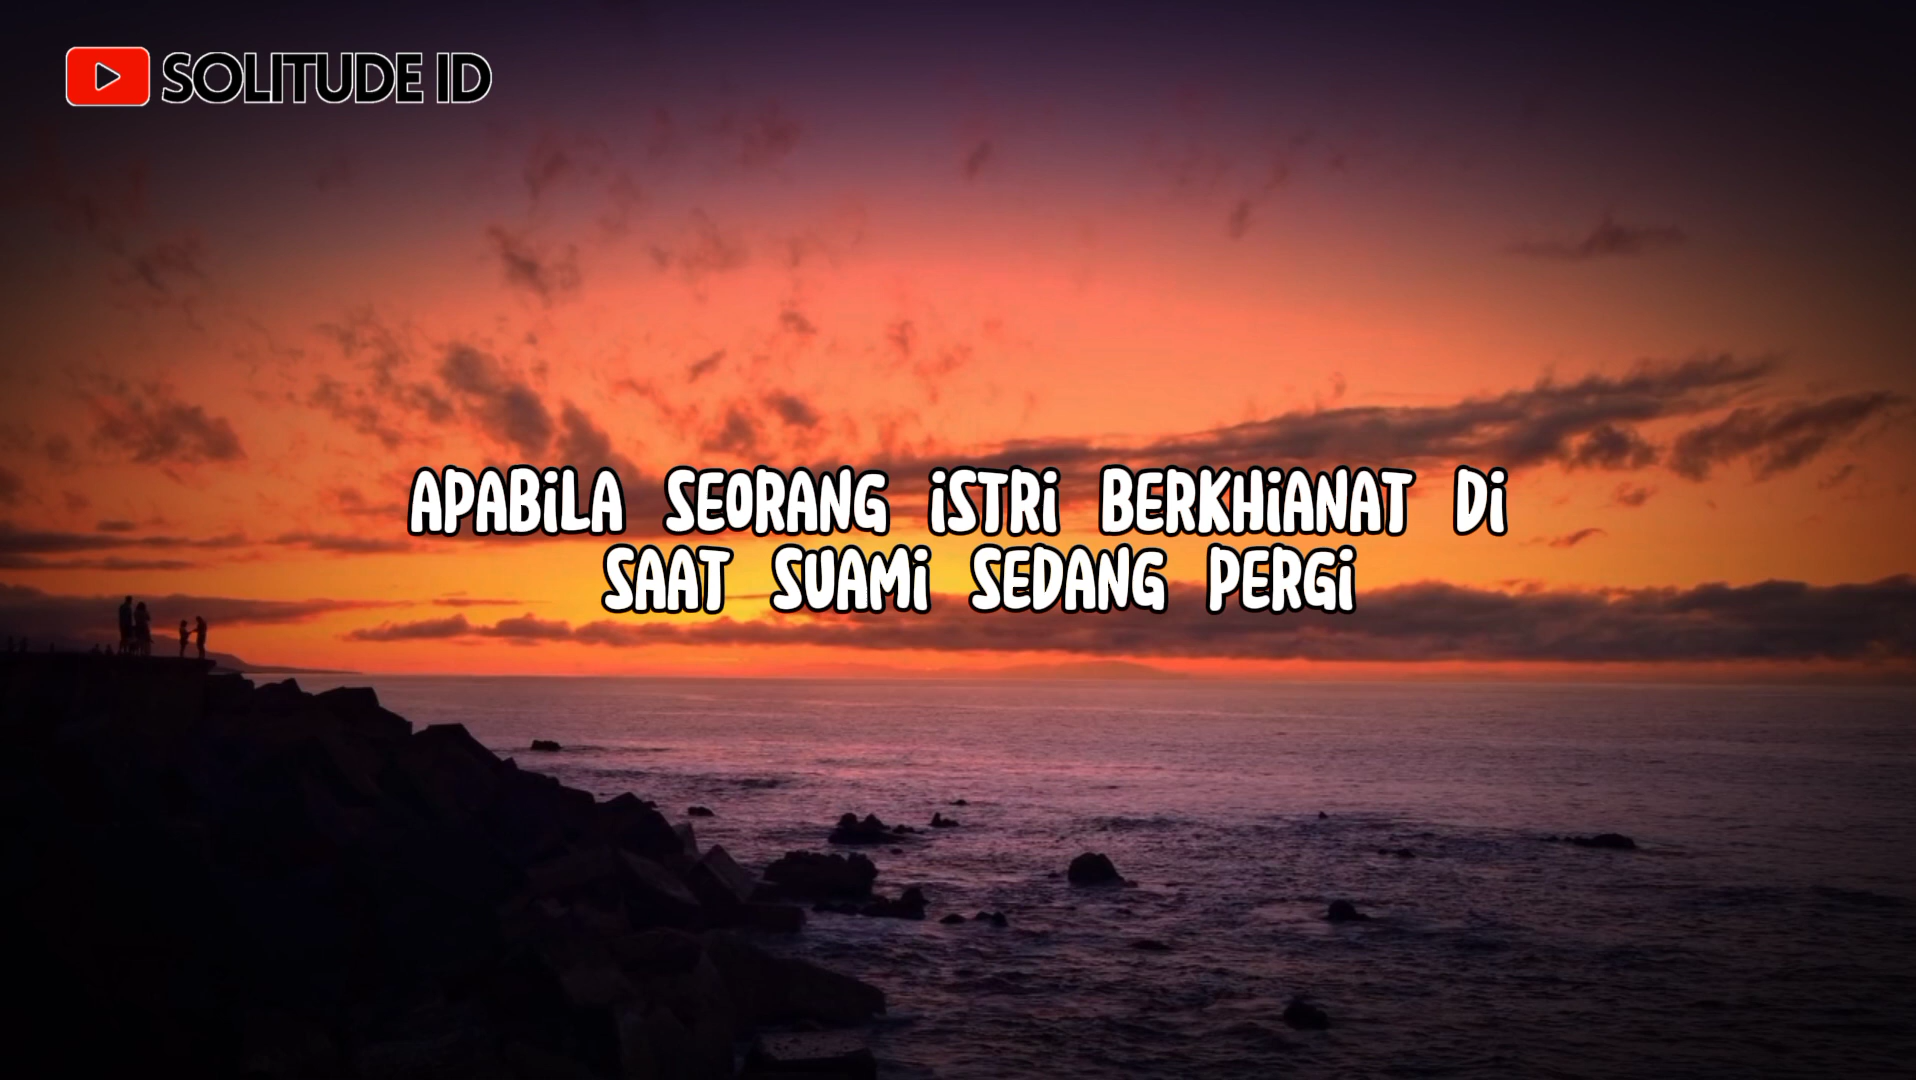 SOLITUDE ID
APABiLA SEORANG iSTRi BERKHiANAT Di
SAAT SUAMi SEDANG PERGi